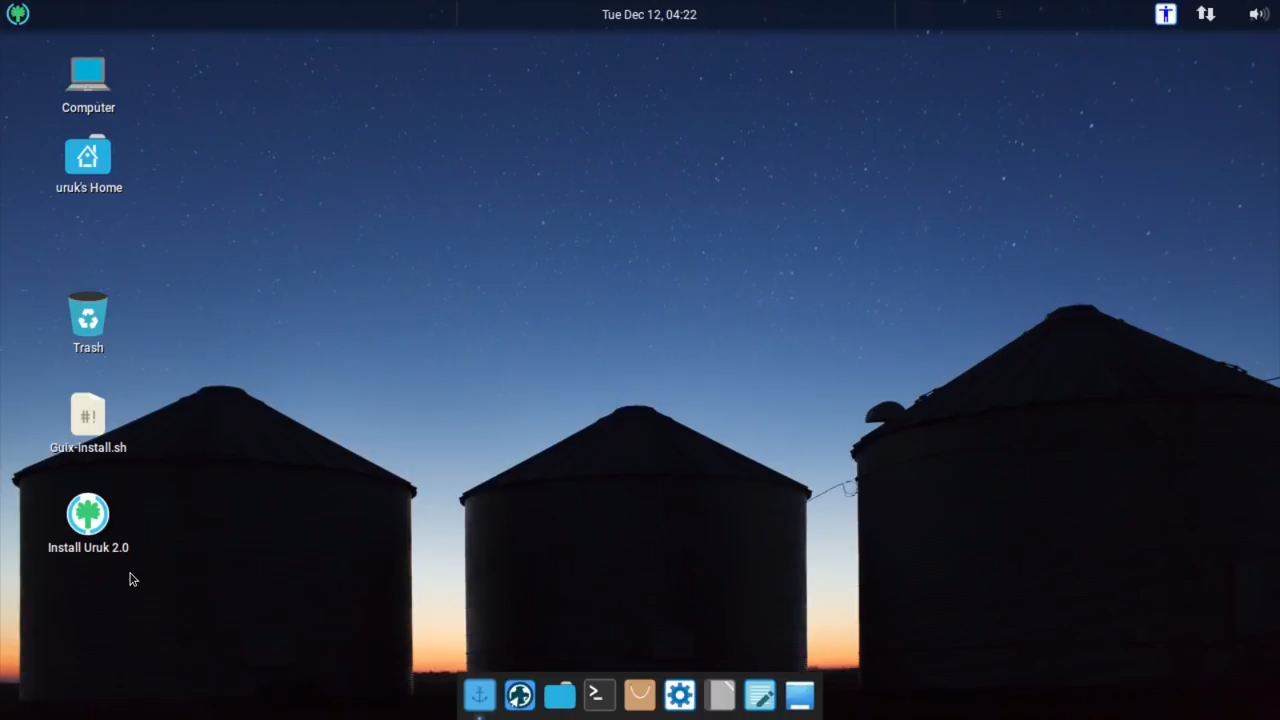 Tue Dec 12, 04:22
Computer
uruk's Home
Trash
#!
Guix-Install.sh
Install Uruk 2.0